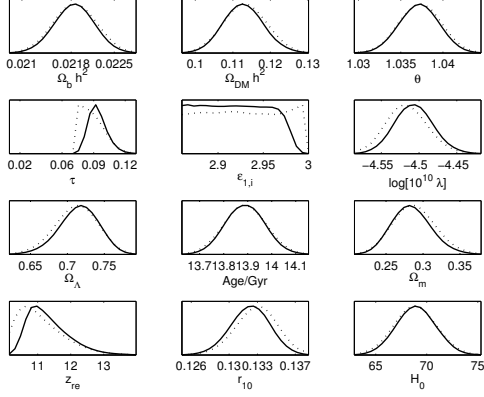 0.021 0.0218 0.0225
Ω_b h²
0.1 0.11 0.12 0.13
Ω_DM h²
1.03 1.035 1.04
θ
0.02 0.06 0.09 0.12
τ
2.9 2.95 3
ε_1,i
−4.55 −4.5 −4.45
log[10^10 λ]
0.65 0.7 0.75
Ω_Λ
13.7 13.8 13.9 14 14.1
Age/Gyr
0.25 0.3 0.35
Ω_m
11 12 13
z_re
0.126 0.13 0.133 0.137
r_10
65 70 75
H_0